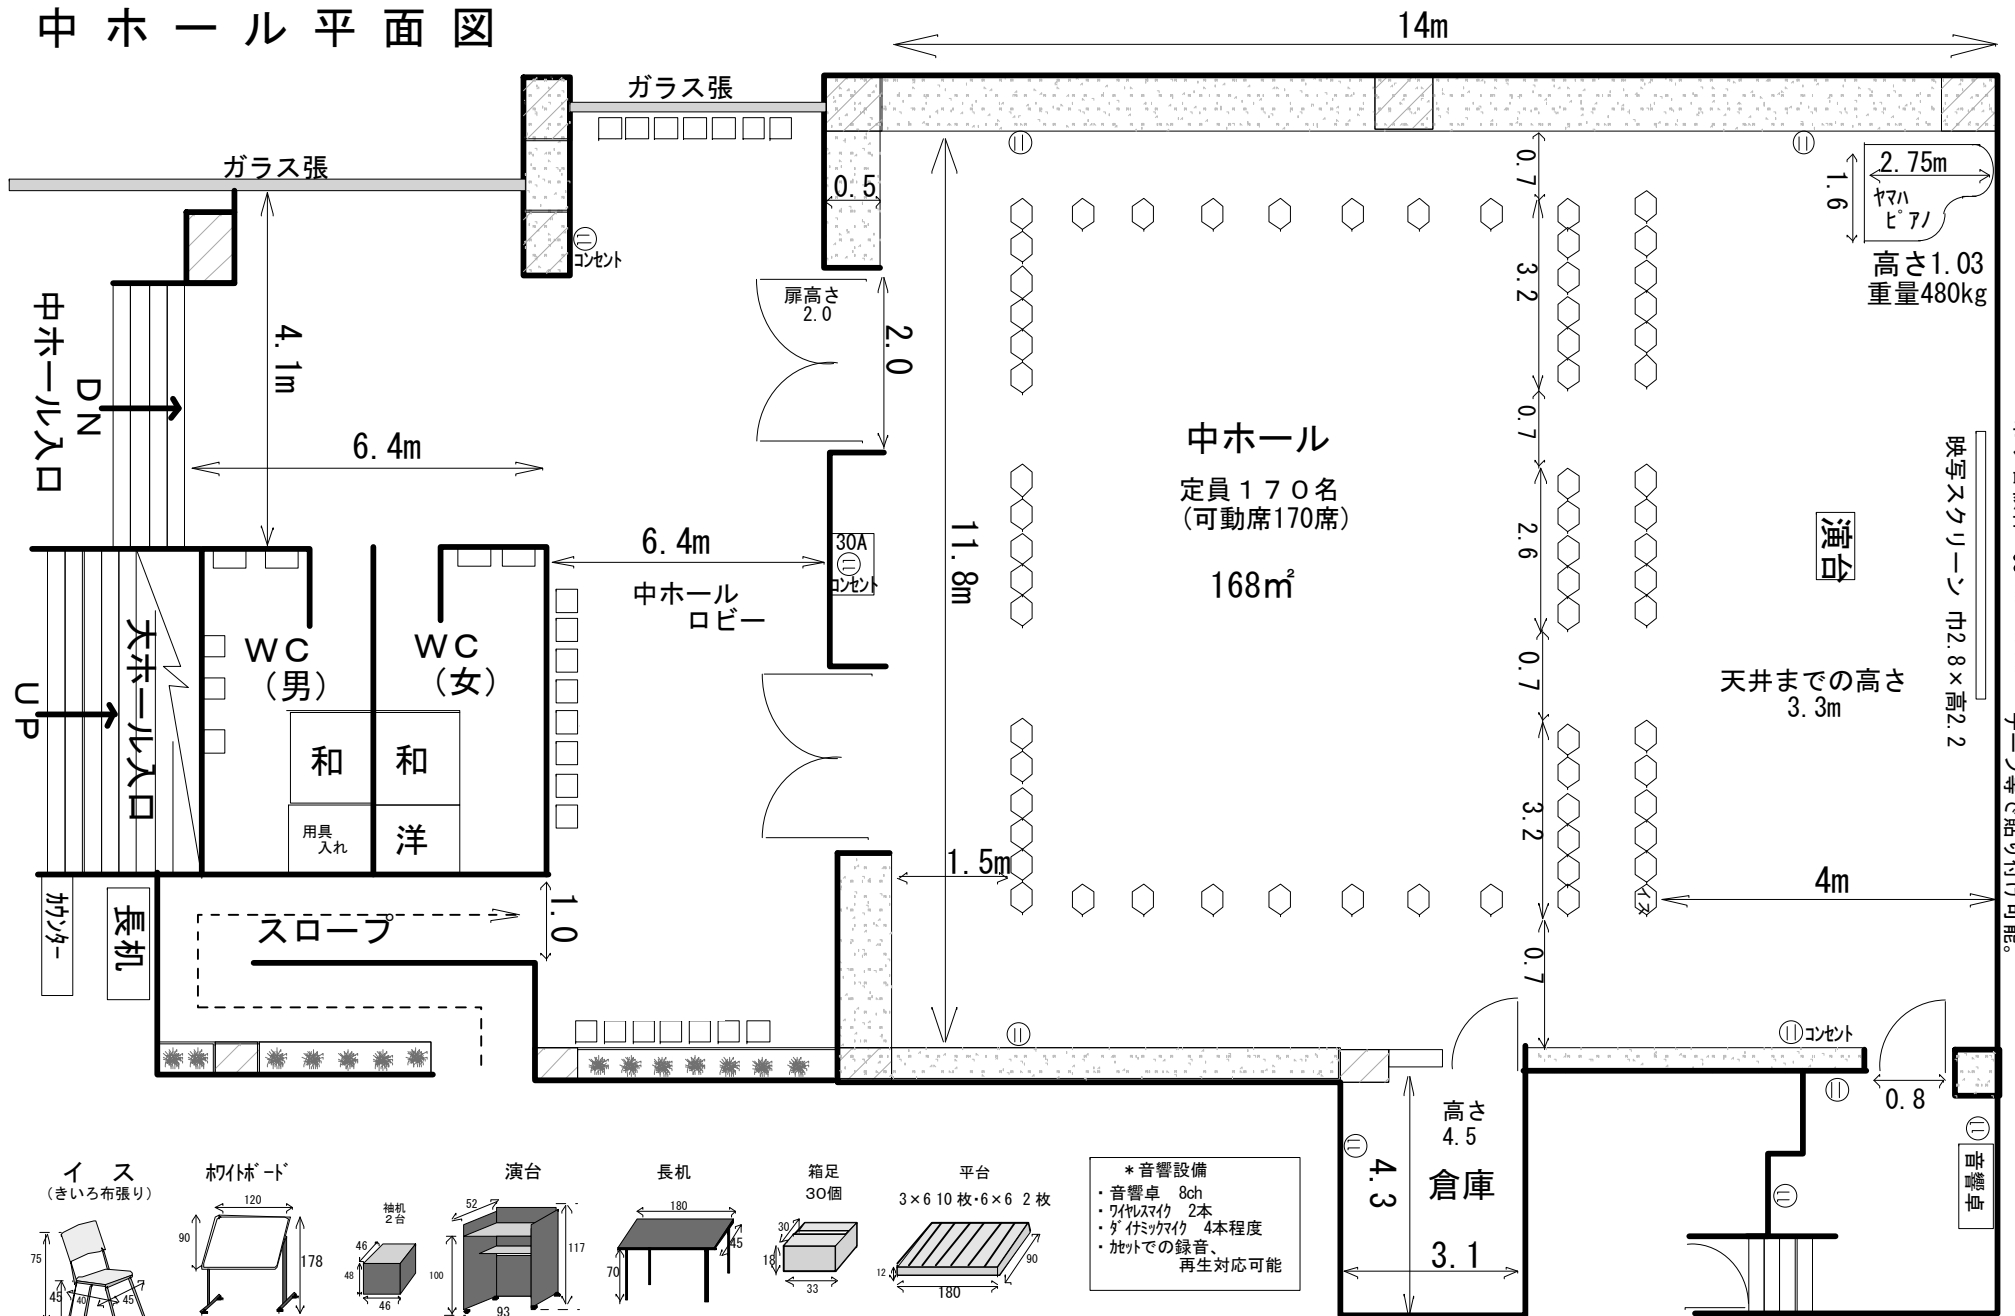 中ホール平面図
14m
ガラス張
ガラス張
0.5
コンセント
扉高さ
2.0
2.0
4.1m
6.4m
中ホール入口
DN
大ホール入口
UP
WC
(男)
WC
(女)
和
和
用具
入れ
洋
6.4m
中ホール
ロビー
30A
コンセント
11.8m
中ホール
定員170名
(可動席170席)
168㎡
0.7
3.2
0.7
2.6
0.7
3.2
0.7
2.75m
1.6
ヤマハ
ピアノ
高さ1.03
重量480kg
演台
映写スクリーン 巾2.8×高2.2
天井までの高さ
3.3m
テープ等で貼り付け可能。
1.5m
イス
4m
カウンター
長机
スロープ
1.0
コンセント
0.8
高さ
4.5
倉庫
4.3
3.1
音響卓
イ ス
(きいろ布張り)
75
45
40
45
ホワイトボード
120
90
178
袖机
2台
46
48
46
演台
52
117
100
93
長机
180
45
70
箱足
30個
30
18
33
平台
3×6 10枚・6×6 2枚
12
90
180
*音響設備
・音響卓 8ch
・ワイヤレスマイク 2本
・ダイナミックマイク 4本程度
・カセットでの録音、
再生対応可能